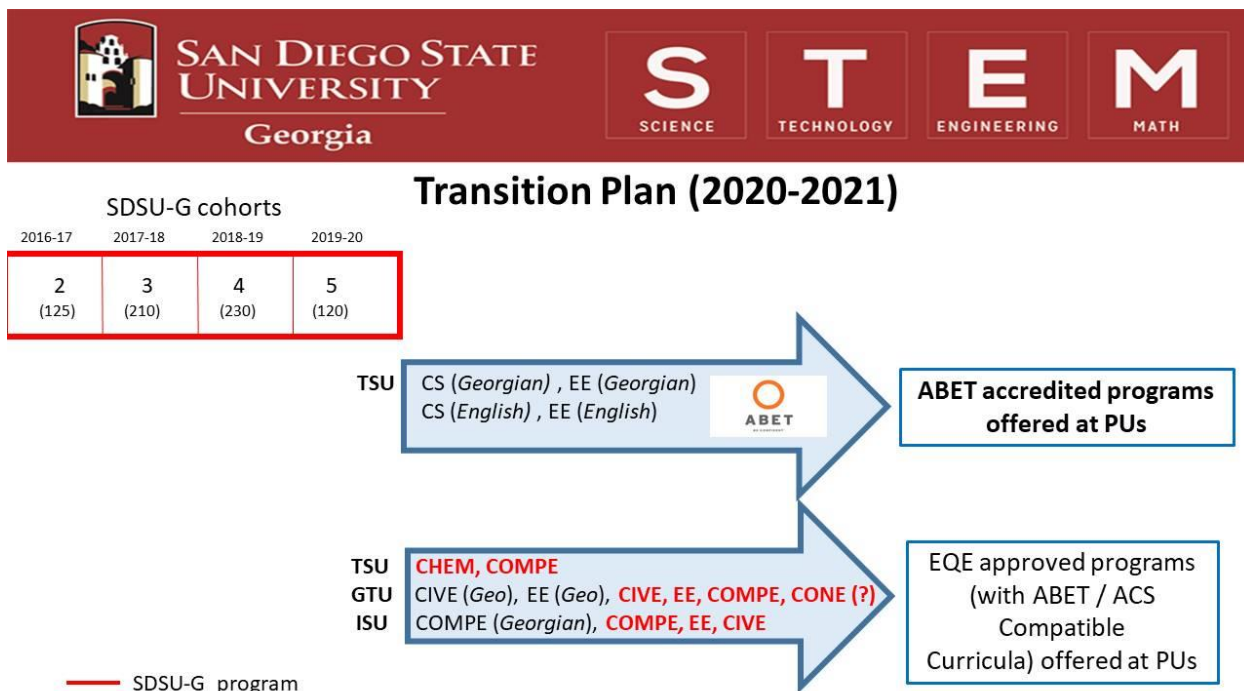 SAN DIEGO STATE
UNIVERSITY
Georgia
S T E M
SCIENCE TECHNOLOGY ENGINEERING MATH
Transition Plan (2020-2021)
SDSU-G cohorts
2016-17 2017-18 2018-19 2019-20
2 3 4 5
(125) (210) (230) (120)
TSU CS (Georgian) , EE (Georgian)
CS (English) , EE (English)
ABET
ABET accredited programs
offered at PUs
TSU CHEM, COMPE
GTU CIVE (Geo), EE (Geo), CIVE, EE, COMPE, CONE (?)
ISU COMPE (Georgian), COMPE, EE, CIVE
EQE approved programs
(with ABET / ACS
Compatible
Curricula) offered at PUs
SDSU-G program